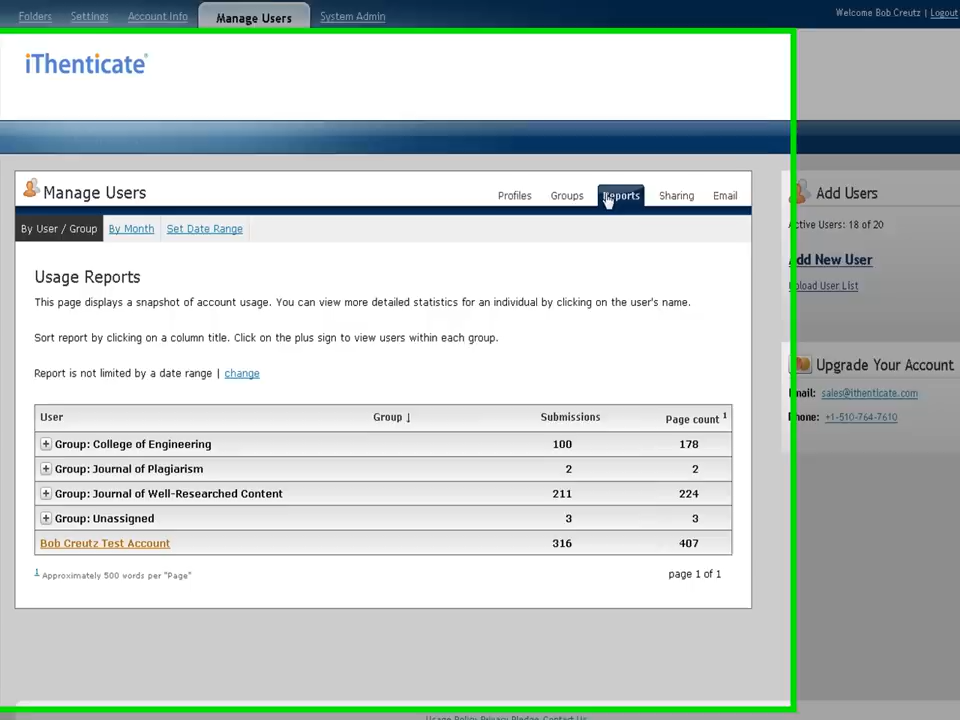 Folders Settings Account Info Manage Users System Admin Welcome Bob Creutz | Logout
iThenticate
Manage Users Profiles Groups Reports Sharing Email
By User / Group By Month Set Date Range
Usage Reports
This page displays a snapshot of account usage. You can view more detailed statistics for an individual by clicking on the user's name.
Sort report by clicking on a column title. Click on the plus sign to view users within each group.
Report is not limited by a date range | change
User Group ↓ Submissions Page count 1
+ Group: College of Engineering 100 178
+ Group: Journal of Plagiarism 2 2
+ Group: Journal of Well-Researched Content 211 224
+ Group: Unassigned 3 3
Bob Creutz Test Account 316 407
1 Approximately 500 words per "Page" page 1 of 1
Add Users
Active Users: 18 of 20
Add New User
Upload User List
Upgrade Your Account
Email: sales@ithenticate.com
Phone: +1-510-764-7610
Usage Policy Privacy Pledge Contact Us